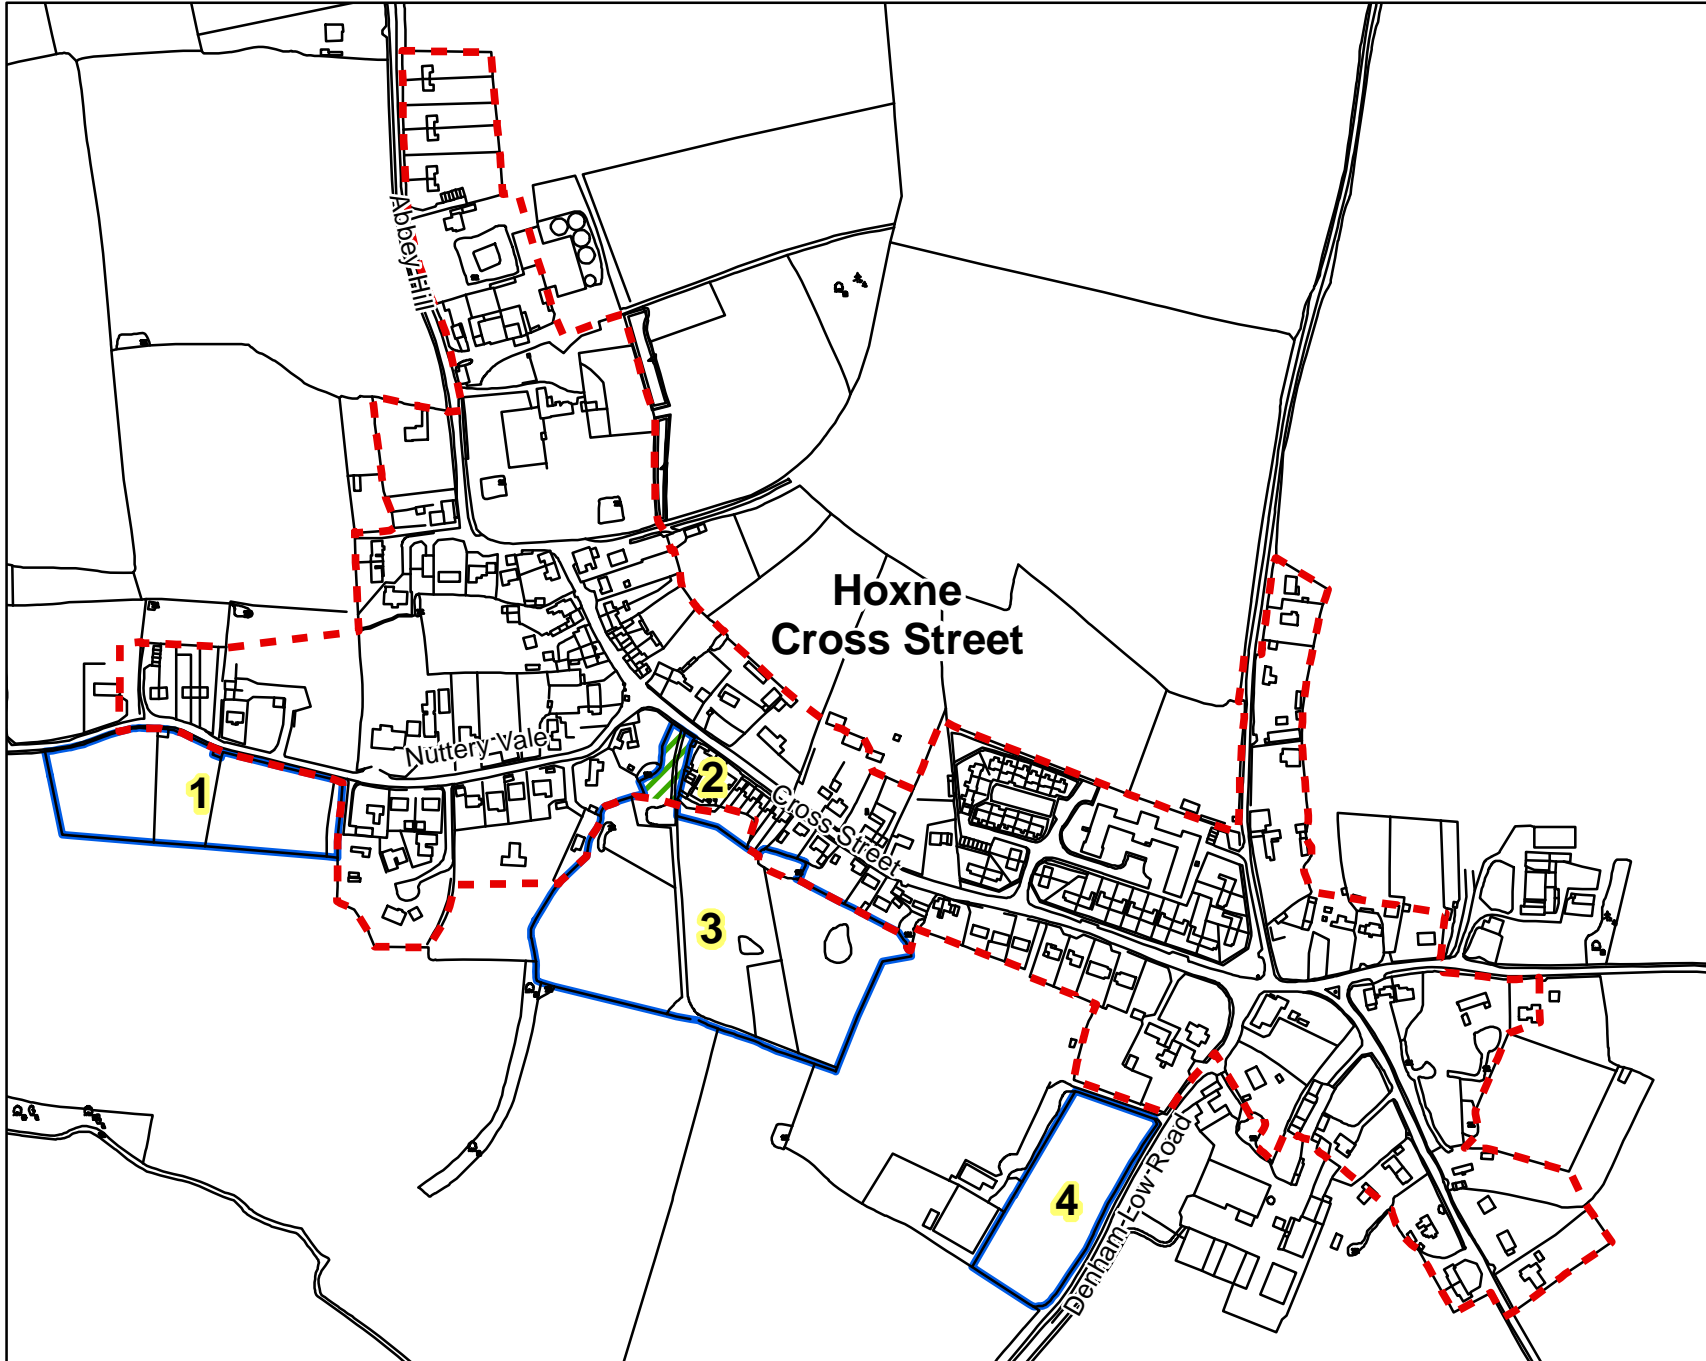 Abbey Hill
Hoxne
Cross Street
Nuttery Vale
1
2
Cross Street
3
4
Denham Low Road